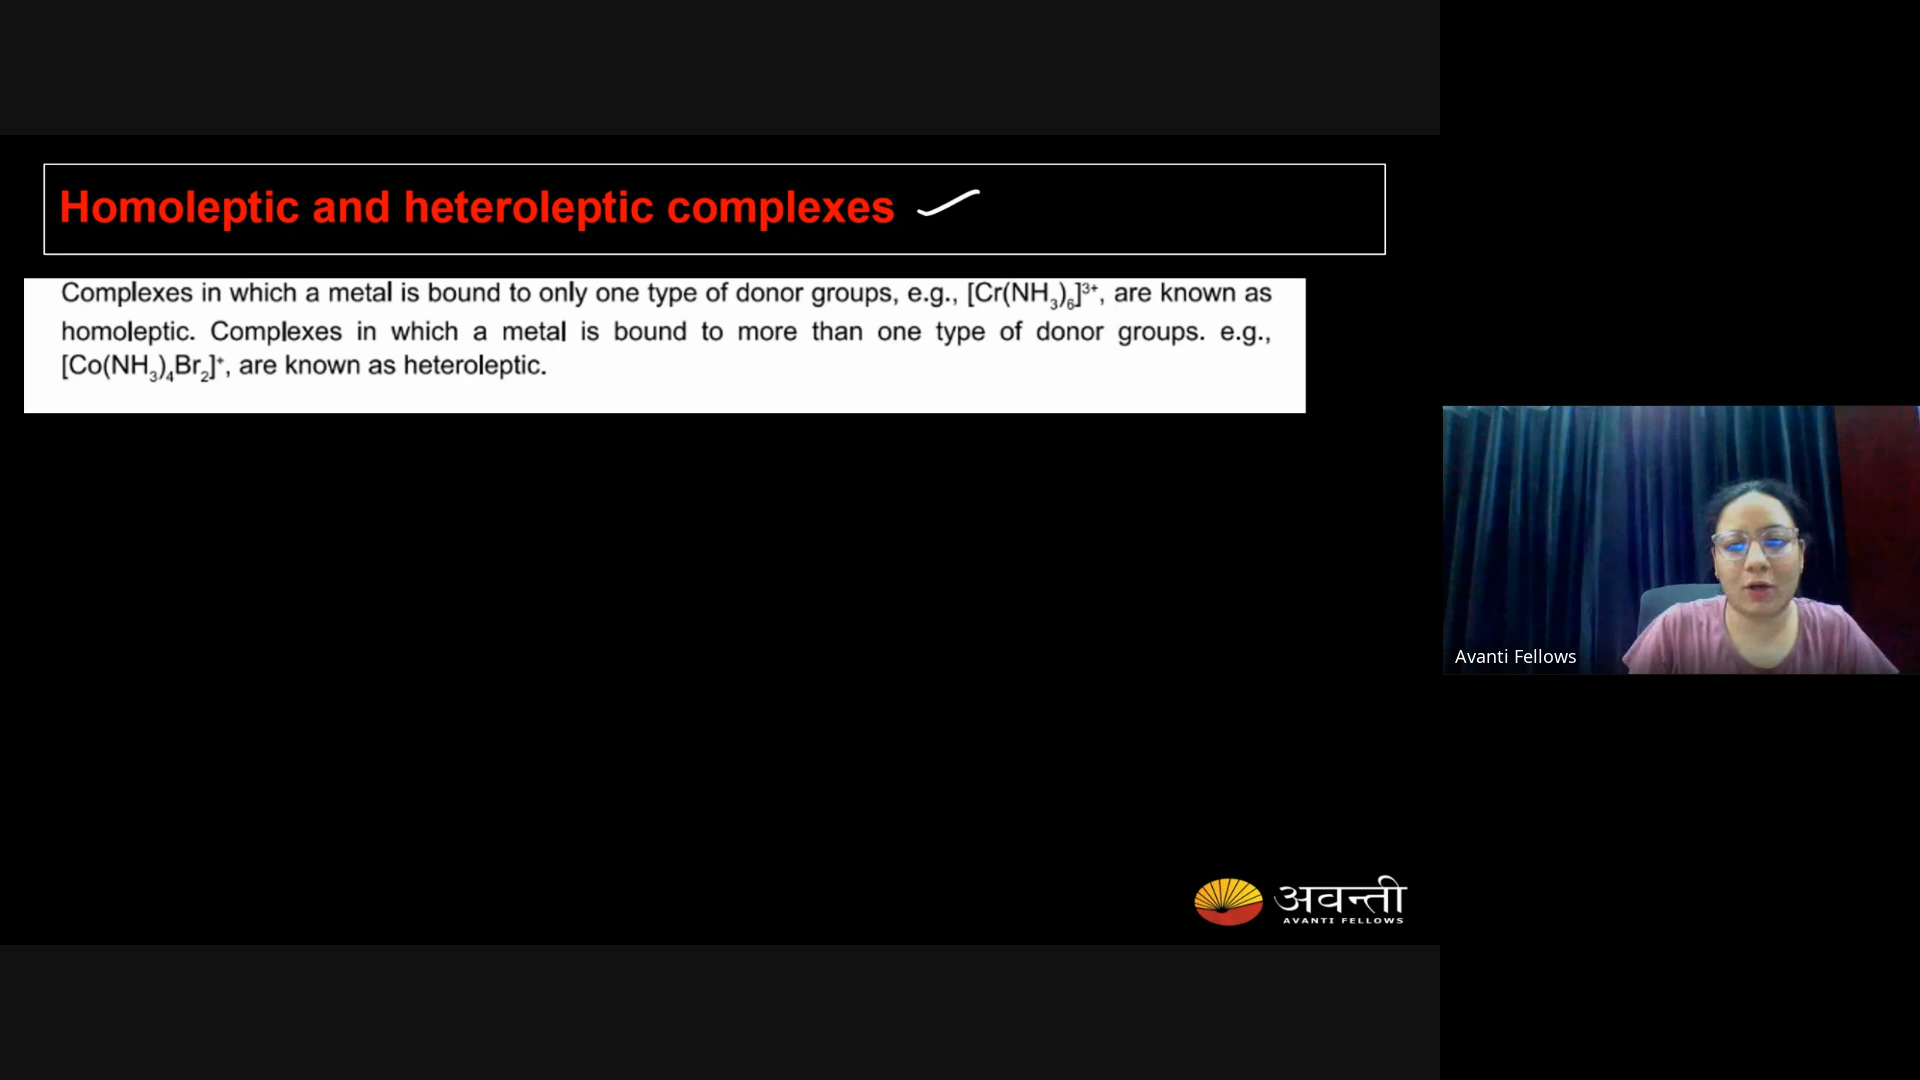 Homoleptic and heteroleptic complexes
Complexes in which a metal is bound to only one type of donor groups, e.g., [Cr(NH₃)₆]³⁺, are known as
homoleptic. Complexes in which a metal is bound to more than one type of donor groups. e.g.,
[Co(NH₃)₄Br₂]⁺, are known as heteroleptic.
Avanti Fellows
अवन्ती
AVANTI FELLOWS